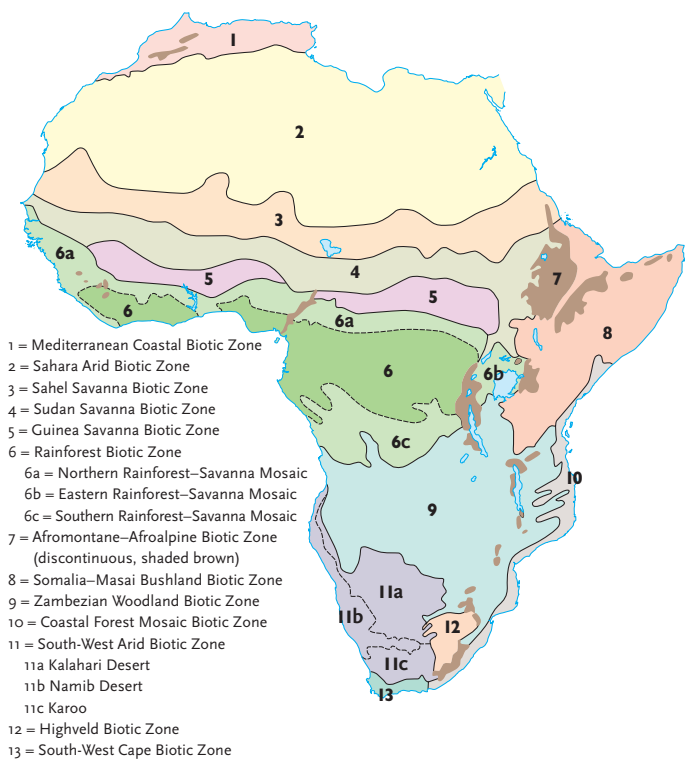 1
2
3
4
5
5
6a
6
6a
6
6b
6c
7
8
9
10
11a
11b
11c
12
13
1 = Mediterranean Coastal Biotic Zone
2 = Sahara Arid Biotic Zone
3 = Sahel Savanna Biotic Zone
4 = Sudan Savanna Biotic Zone
5 = Guinea Savanna Biotic Zone
6 = Rainforest Biotic Zone
6a = Northern Rainforest–Savanna Mosaic
6b = Eastern Rainforest–Savanna Mosaic
6c = Southern Rainforest–Savanna Mosaic
7 = Afromontane–Afroalpine Biotic Zone
(discontinuous, shaded brown)
8 = Somalia–Masai Bushland Biotic Zone
9 = Zambezian Woodland Biotic Zone
10 = Coastal Forest Mosaic Biotic Zone
11 = South-West Arid Biotic Zone
11a Kalahari Desert
11b Namib Desert
11c Karoo
12 = Highveld Biotic Zone
13 = South-West Cape Biotic Zone